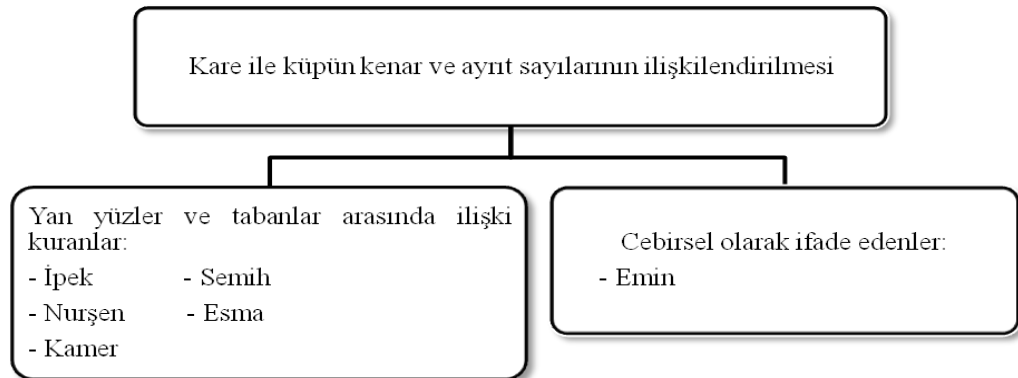 Kare ile küpün kenar ve ayrıt sayılarının ilişkilendirilmesi
Yan yüzler ve tabanlar arasında ilişki
kuranlar:
- İpek - Semih
- Nurşen - Esma
- Kamer
Cebirsel olarak ifade edenler:
- Emin